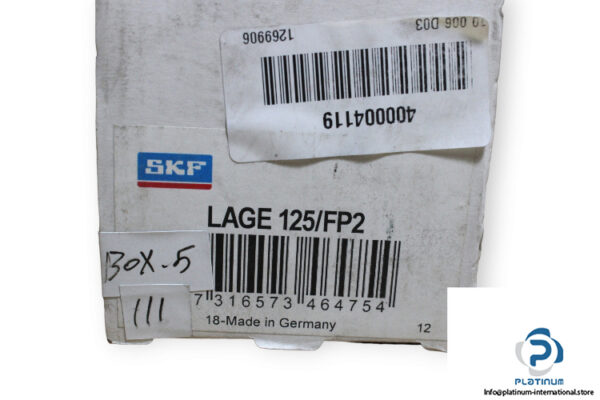 1269906
006 D03
400004119
SKF
LAGE 125/FP2
BOX.5
111
7 316573 464754
18-Made in Germany
12
PLATINUM
Info@platinum-international.store